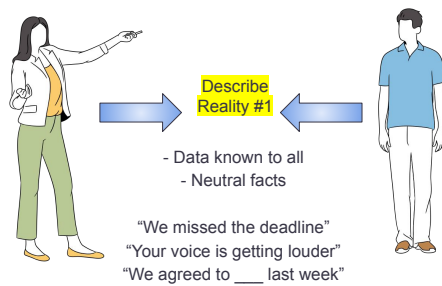 Describe
Reality #1
- Data known to all
- Neutral facts
“We missed the deadline”
“Your voice is getting louder”
“We agreed to ___ last week”